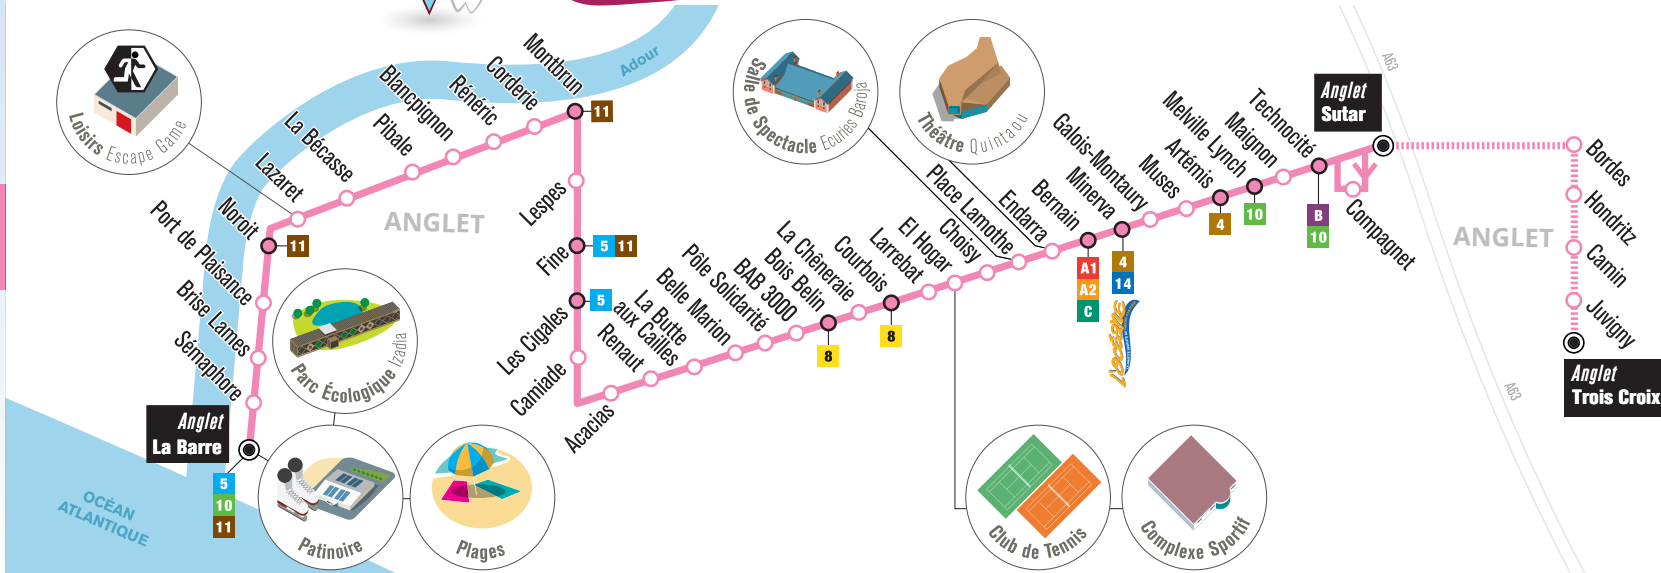 Adour
A63
Loisirs Escape Game
Salle de Spectacle Ecuries Baroja
Théâtre Quintaou
Anglet
La Barre
5
10
11
Sémaphore
Brise Lames
Port de Plaisance
Noroit
11
Lazaret
La Bécasse
Pibale
Blancpignon
Rénéric
Corderie
Montbrun
11
Lespes
Fine
5 11
Les Cigales
5
Camiade
Acacias
Renaut
La Butte
aux Cailles
Belle Marion
Pôle Solidarité
BAB 3000
Bois Belin
8
La Chêneraie
Courbois
8
Larrebat
El Hogar
Choisy
Place Lamothe
Endarra
Bernain
A1
A2
C
Minerva
4
14
Galois-Montaury
Muses
Artémis
4
Melville Lynch
10
Maignon
Technocité
B
10
Compagnet
Anglet
Sutar
Bordes
Hondritz
Camin
Juvigny
Anglet
Trois Croix
ANGLET
ANGLET
A63
Parc Écologique Izadia
Patinoire
Plages
Club de Tennis
Complexe Sportif
OCÉAN
ATLANTIQUE